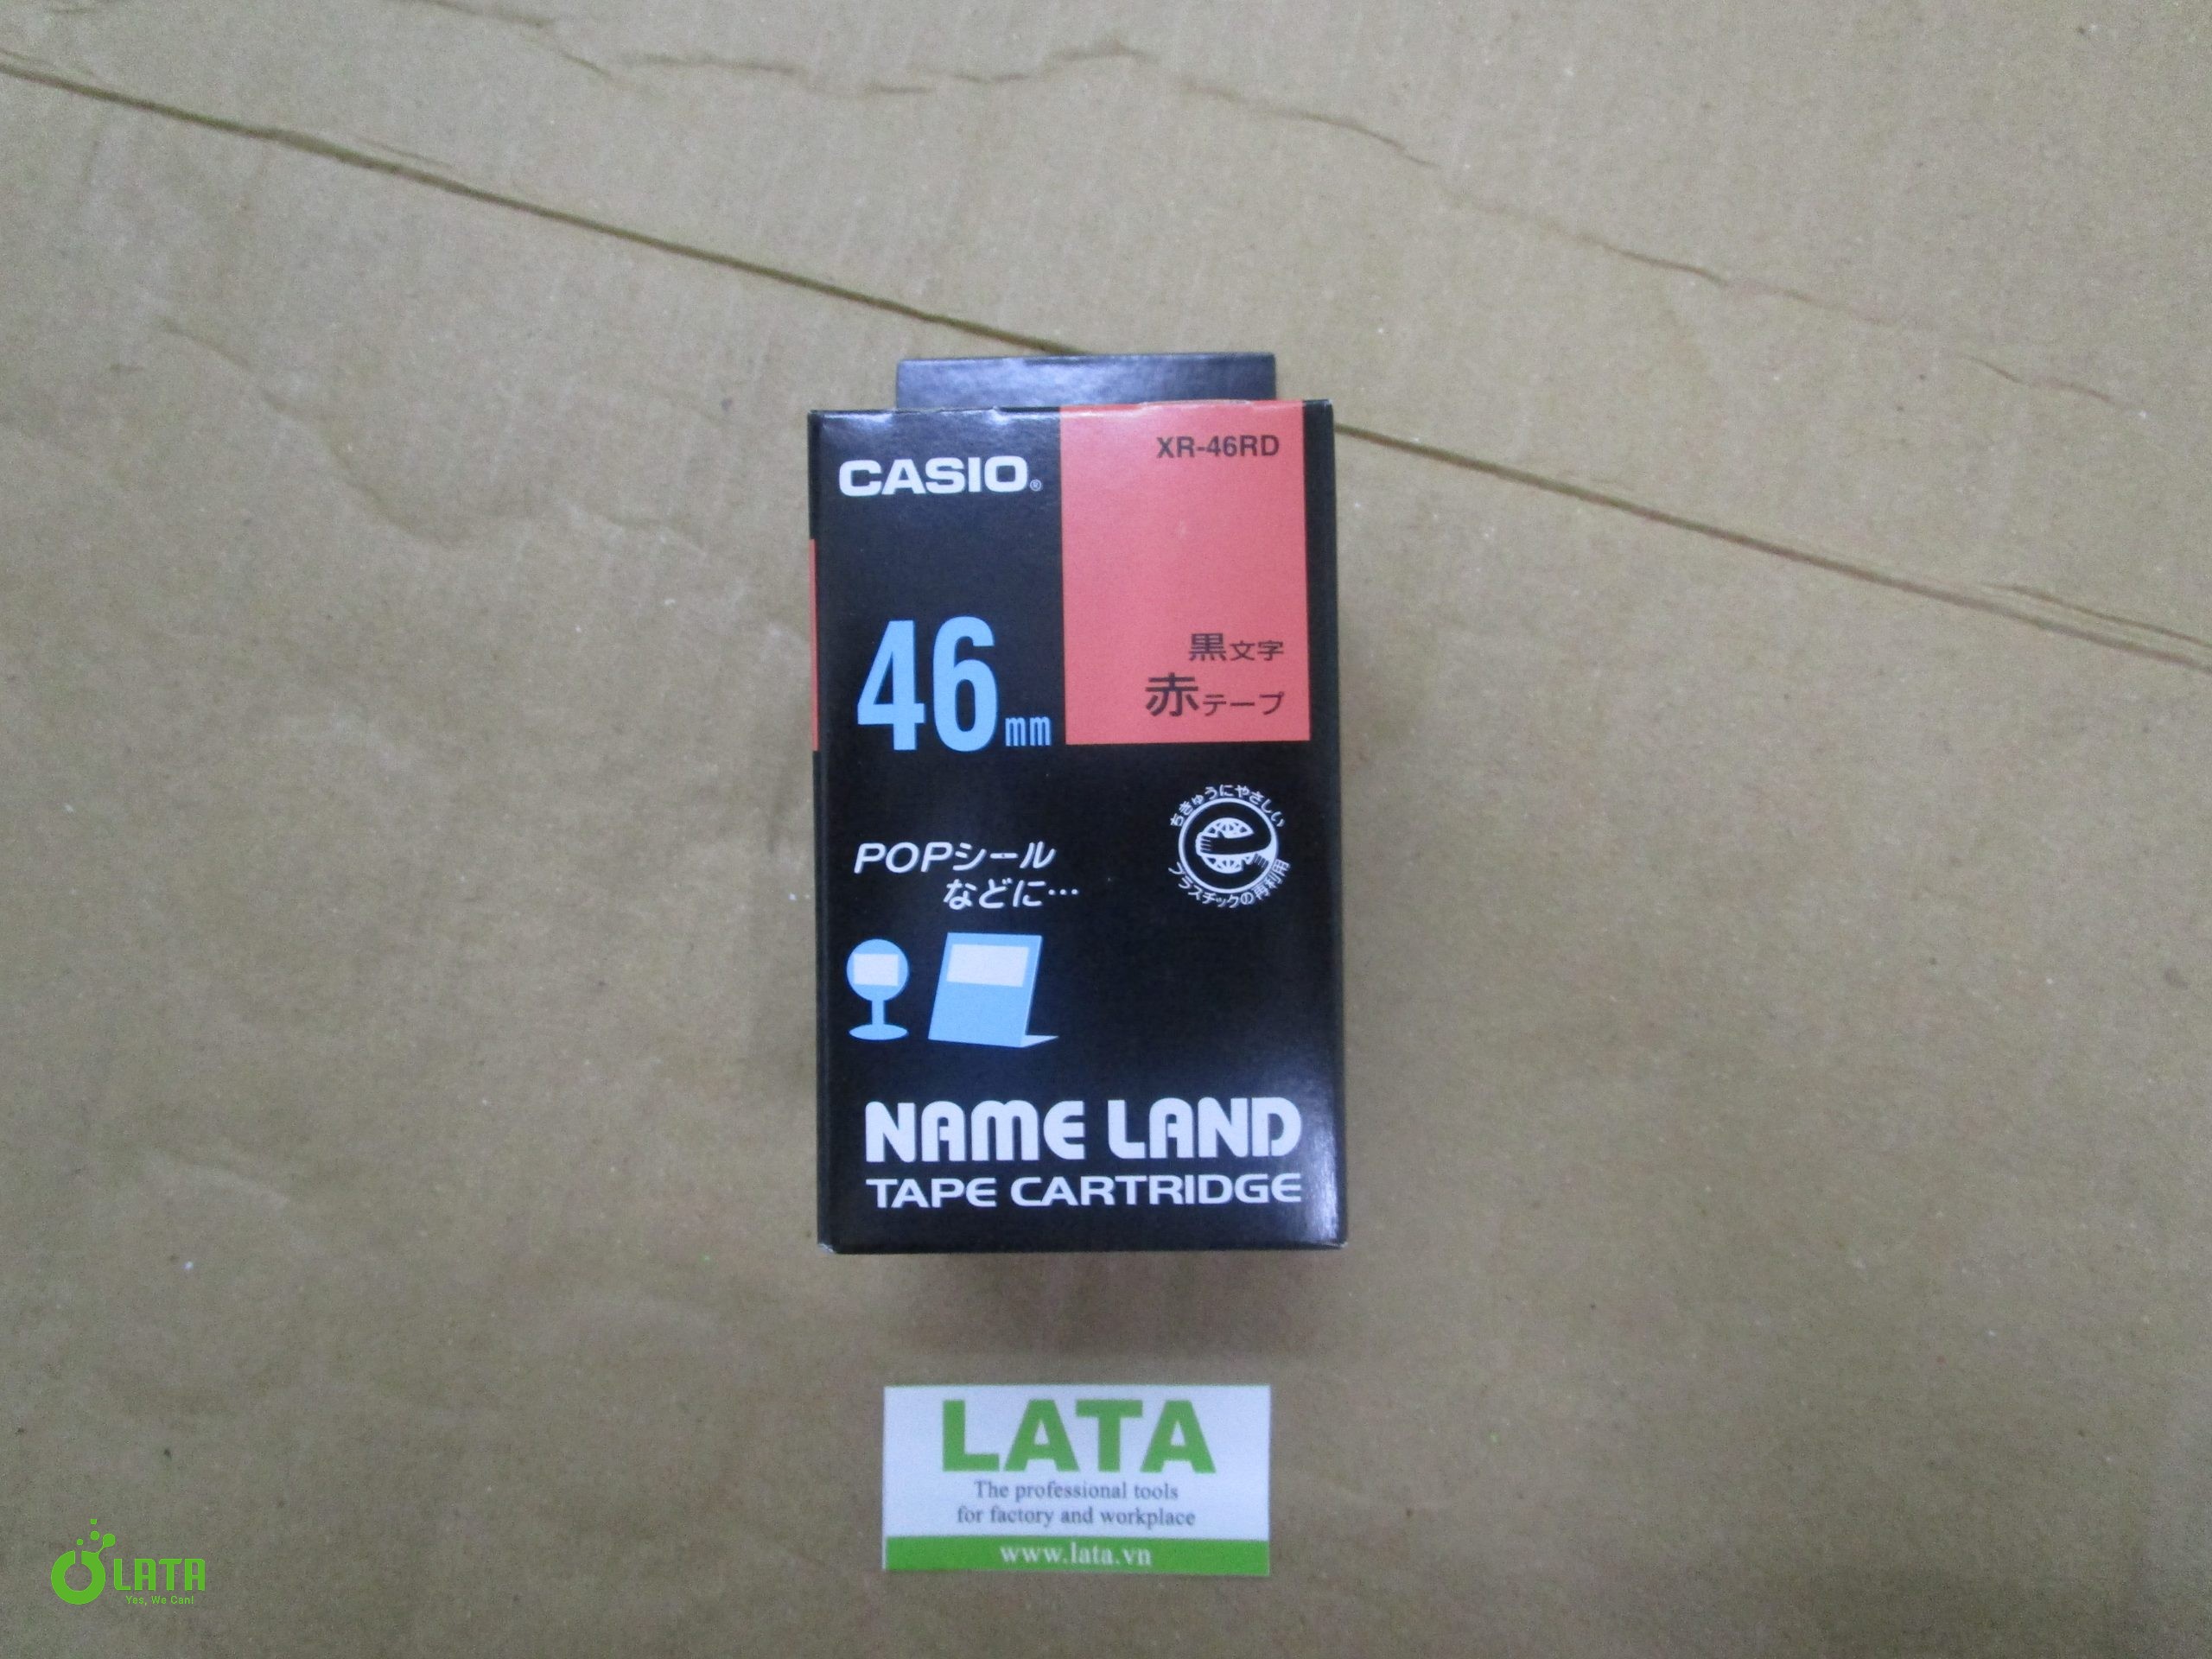 CASIO®
XR-46RD
46mm
黒文字
赤テープ
ちきゅうにやさしい
プラスチックの再利用
POPシール
などに…
NAME LAND
TAPE CARTRIDGE
LATA
The professional tools
for factory and workplace
www.lata.vn
LATA
Yes, We Can!